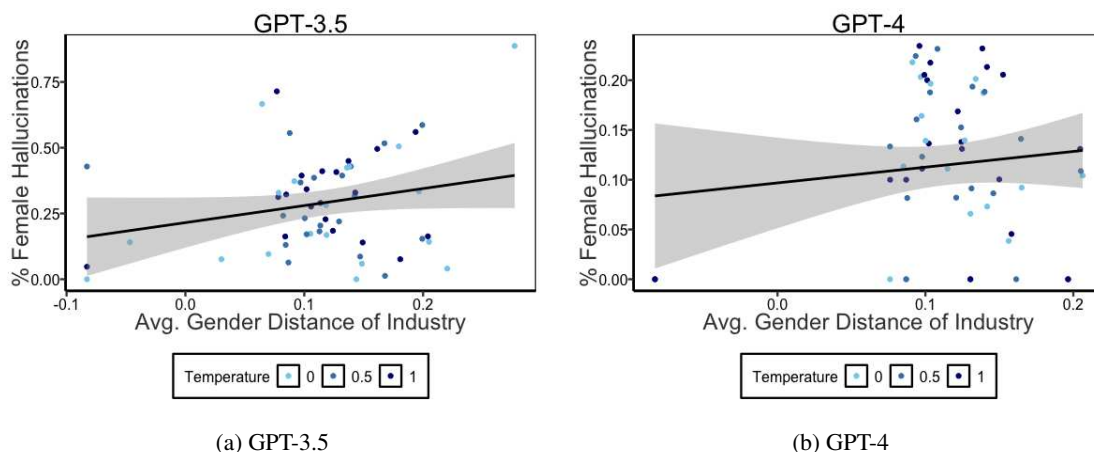 GPT-3.5
% Female Hallucinations
0.75
0.50
0.25
0.00
-0.1
0.0
0.1
0.2
Avg. Gender Distance of Industry
Temperature 0 0.5 1
(a) GPT-3.5
GPT-4
% Female Hallucinations
0.20
0.15
0.10
0.05
0.00
0.0
0.1
0.2
Avg. Gender Distance of Industry
Temperature 0 0.5 1
(b) GPT-4